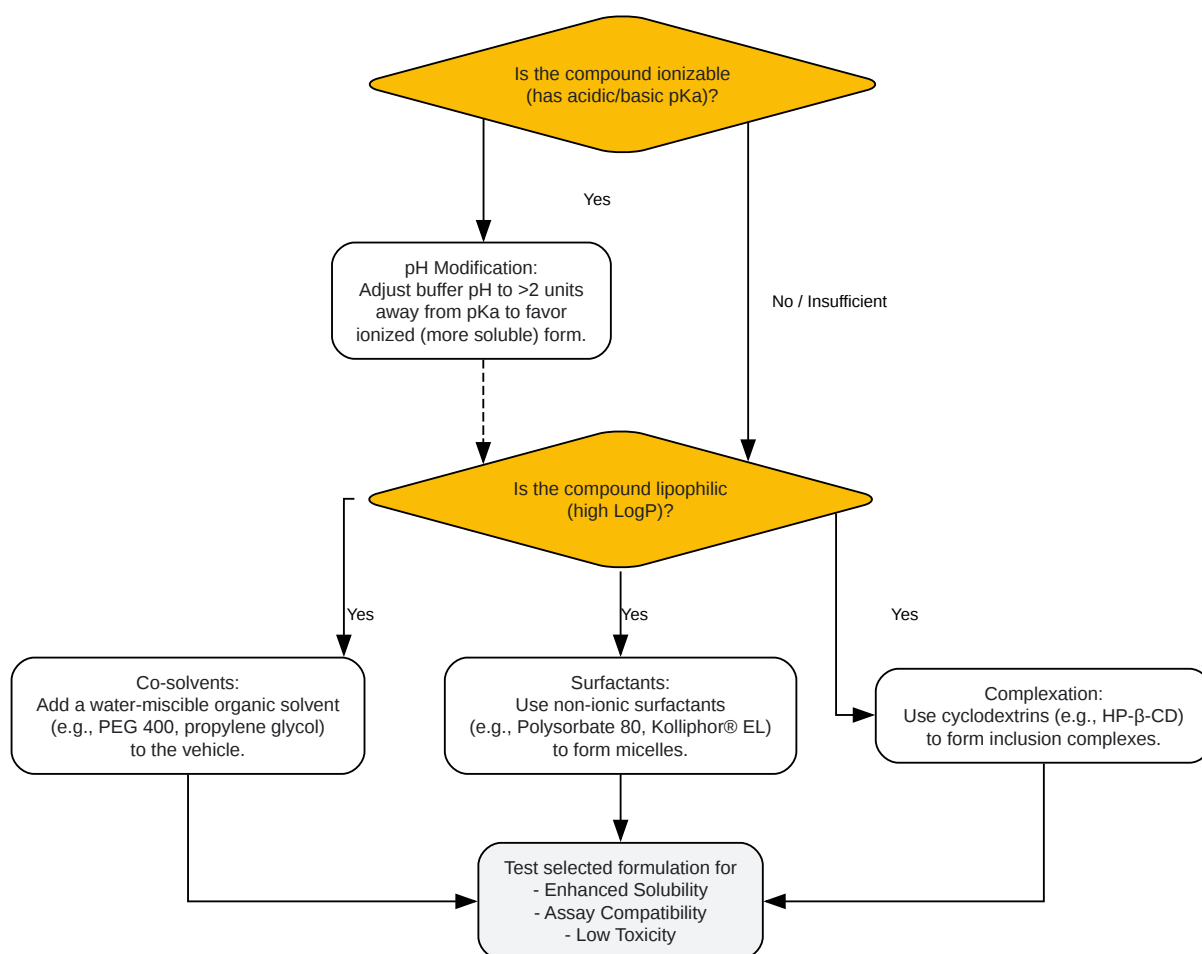 Is the compound ionizable
(has acidic/basic pKa)?
Yes
pH Modification:
Adjust buffer pH to >2 units
away from pKa to favor
ionized (more soluble) form.
No / Insufficient
Is the compound lipophilic
(high LogP)?
Yes
Yes
Yes
Co-solvents:
Add a water-miscible organic solvent
(e.g., PEG 400, propylene glycol)
to the vehicle.
Surfactants:
Use non-ionic surfactants
(e.g., Polysorbate 80, Kolliphor® EL)
to form micelles.
Complexation:
Use cyclodextrins (e.g., HP-β-CD)
to form inclusion complexes.
Test selected formulation for
- Enhanced Solubility
- Assay Compatibility
- Low Toxicity